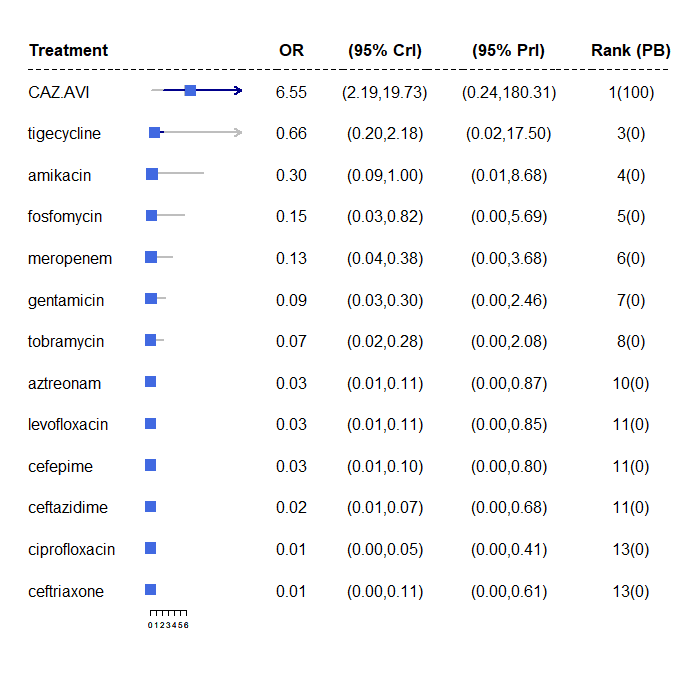 Treatment OR (95% CrI) (95% PrI) Rank (PB)
CAZ.AVI 6.55 (2.19,19.73) (0.24,180.31) 1(100)
tigecycline 0.66 (0.20,2.18) (0.02,17.50) 3(0)
amikacin 0.30 (0.09,1.00) (0.01,8.68) 4(0)
fosfomycin 0.15 (0.03,0.82) (0.00,5.69) 5(0)
meropenem 0.13 (0.04,0.38) (0.00,3.68) 6(0)
gentamicin 0.09 (0.03,0.30) (0.00,2.46) 7(0)
tobramycin 0.07 (0.02,0.28) (0.00,2.08) 8(0)
aztreonam 0.03 (0.01,0.11) (0.00,0.87) 10(0)
levofloxacin 0.03 (0.01,0.11) (0.00,0.85) 11(0)
cefepime 0.03 (0.01,0.10) (0.00,0.80) 11(0)
ceftazidime 0.02 (0.01,0.07) (0.00,0.68) 11(0)
ciprofloxacin 0.01 (0.00,0.05) (0.00,0.41) 13(0)
ceftriaxone 0.01 (0.00,0.11) (0.00,0.61) 13(0)
0 1 2 3 4 5 6